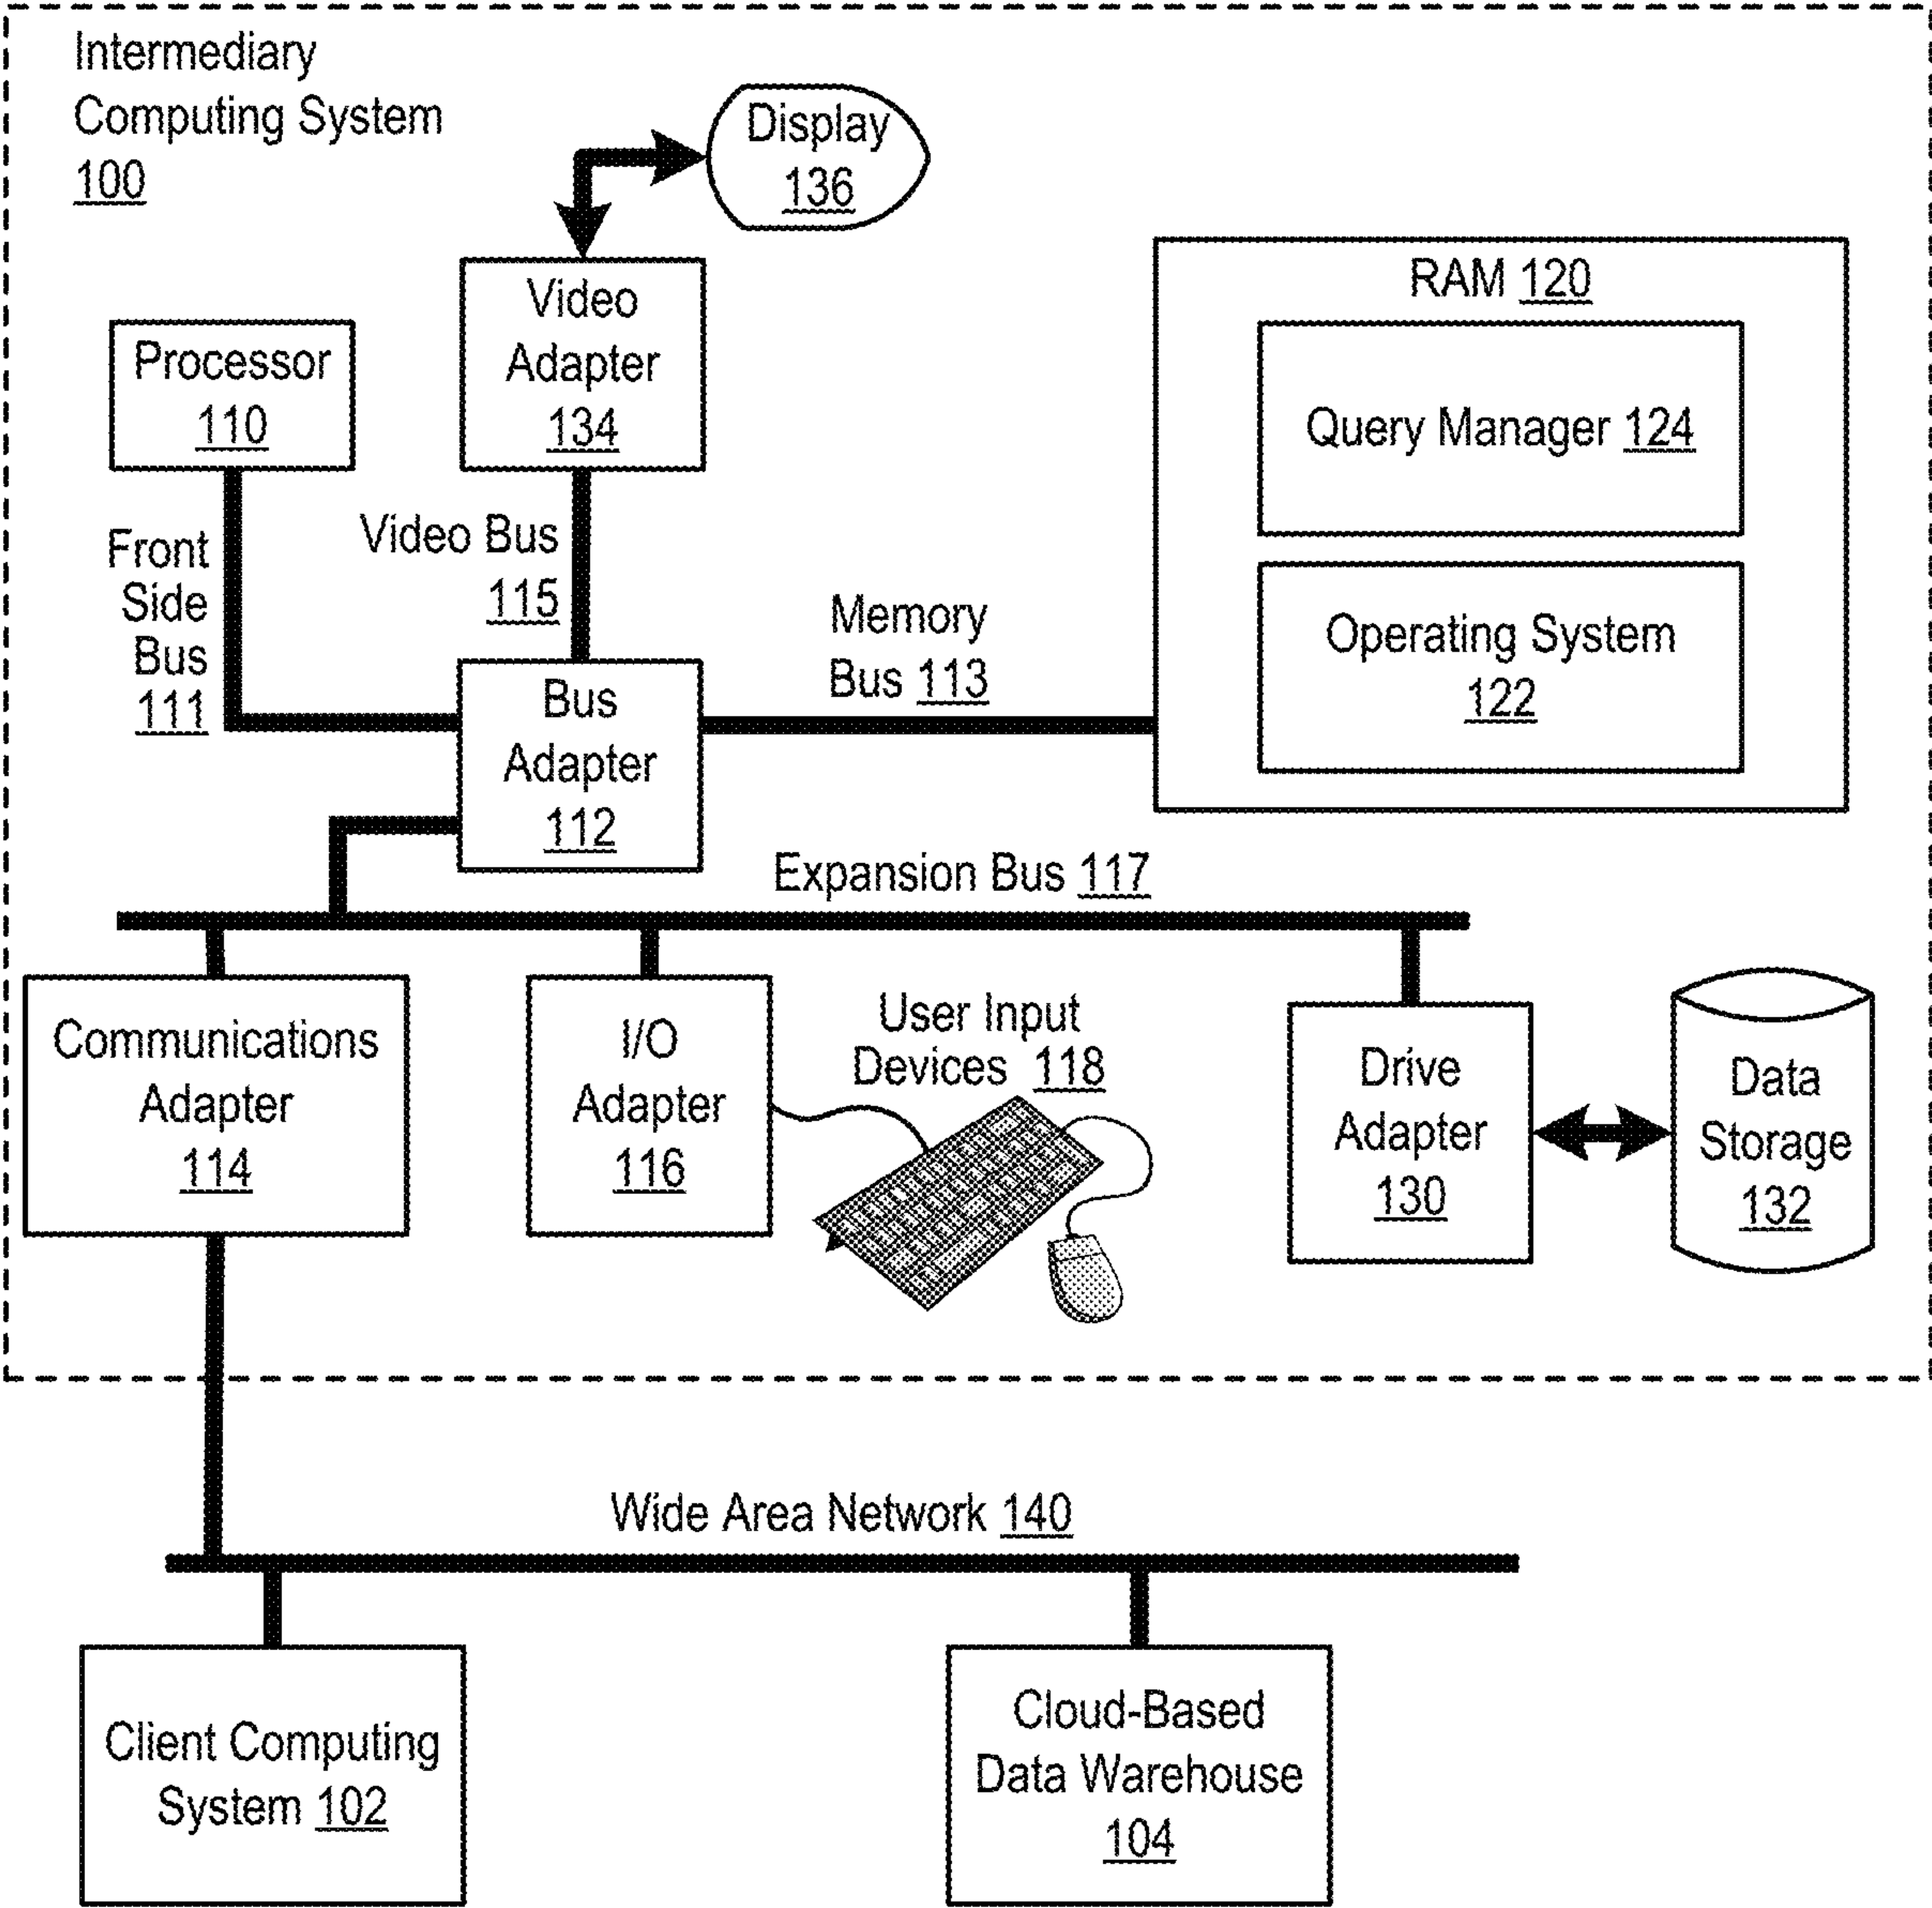 Intermediary
Computing System
100
Display
136
Video
Adapter
134
RAM 120
Processor
110
Query Manager 124
Front
Side
Bus
111
Video Bus
115
Memory
Bus 113
Operating System
122
Bus
Adapter
112
Expansion Bus 117
Communications
Adapter
114
I/O
Adapter
116
User Input
Devices 118
Drive
Adapter
130
Data
Storage
132
Wide Area Network 140
Client Computing
System 102
Cloud-Based
Data Warehouse
104